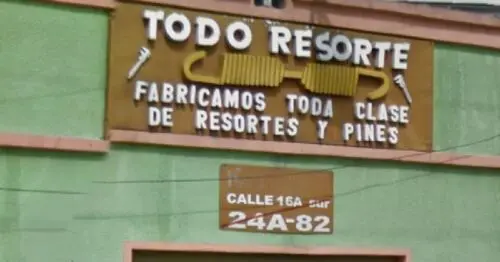 TODO RESORTE
FABRICAMOS TODA CLASE
DE RESORTES Y PINES
CALLE 16A sur
24A-82